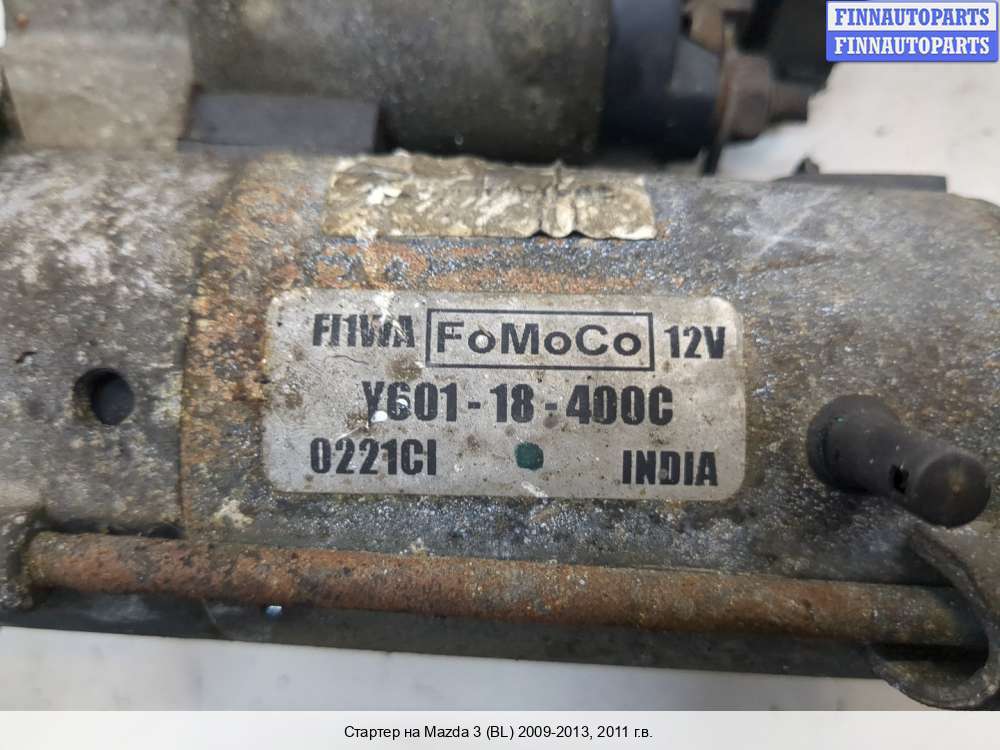 FINNAUTOPARTS
FINNAUTOPARTS
FI1WA FoMoCo 12V
Y601-18-400C
0221CI INDIA
Стартер на Mazda 3 (BL) 2009-2013, 2011 г.в.